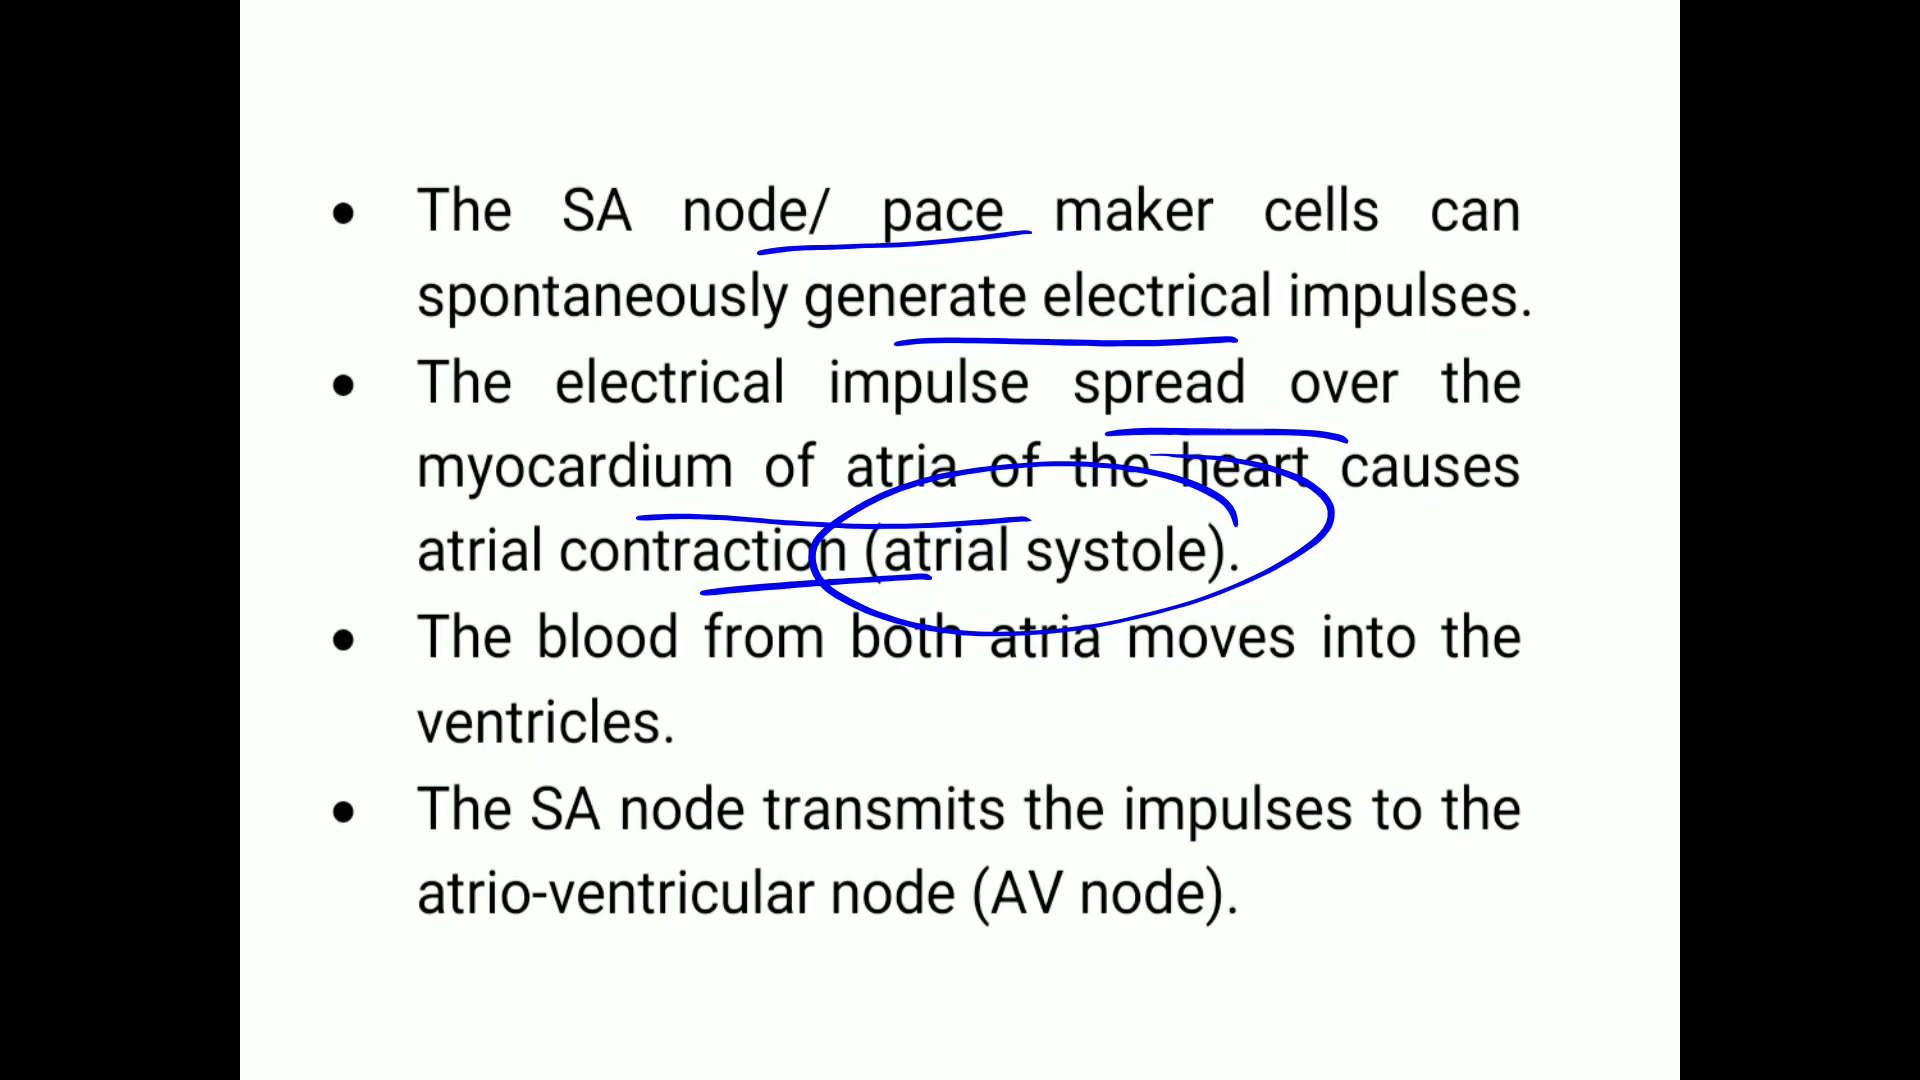 • The SA node/ pace maker cells can
spontaneously generate electrical impulses.
• The electrical impulse spread over the
myocardium of atria of the heart causes
atrial contraction (atrial systole).
• The blood from both atria moves into the
ventricles.
• The SA node transmits the impulses to the
atrio-ventricular node (AV node).